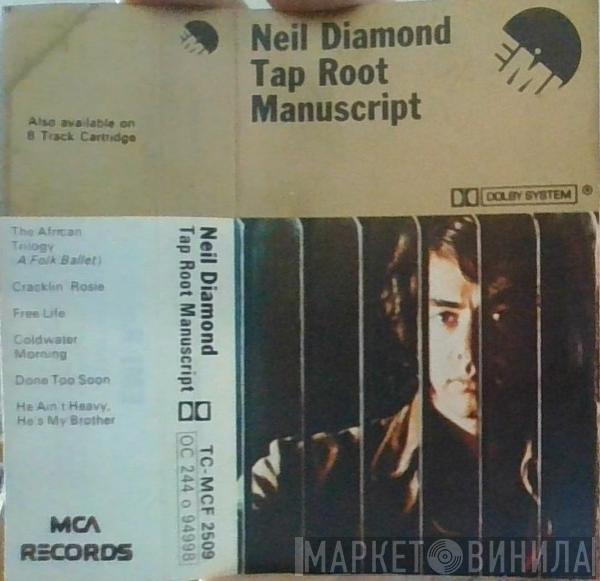 Neil Diamond
Tap Root
Manuscript
EMI
Also available on
8 Track Cartridge
DOLBY SYSTEM ®
The African
Trilogy
A Folk Ballet)
Cracklin Rosie
Free Life
Coldwater
Morning
Done Too Soon
He Ain't Heavy,
He's My Brother
MCA
RECORDS
Neil Diamond
Tap Root Manuscript
TC-MCF 2509
OC 244 o 94998
МАРКЕТ ВИНИЛА